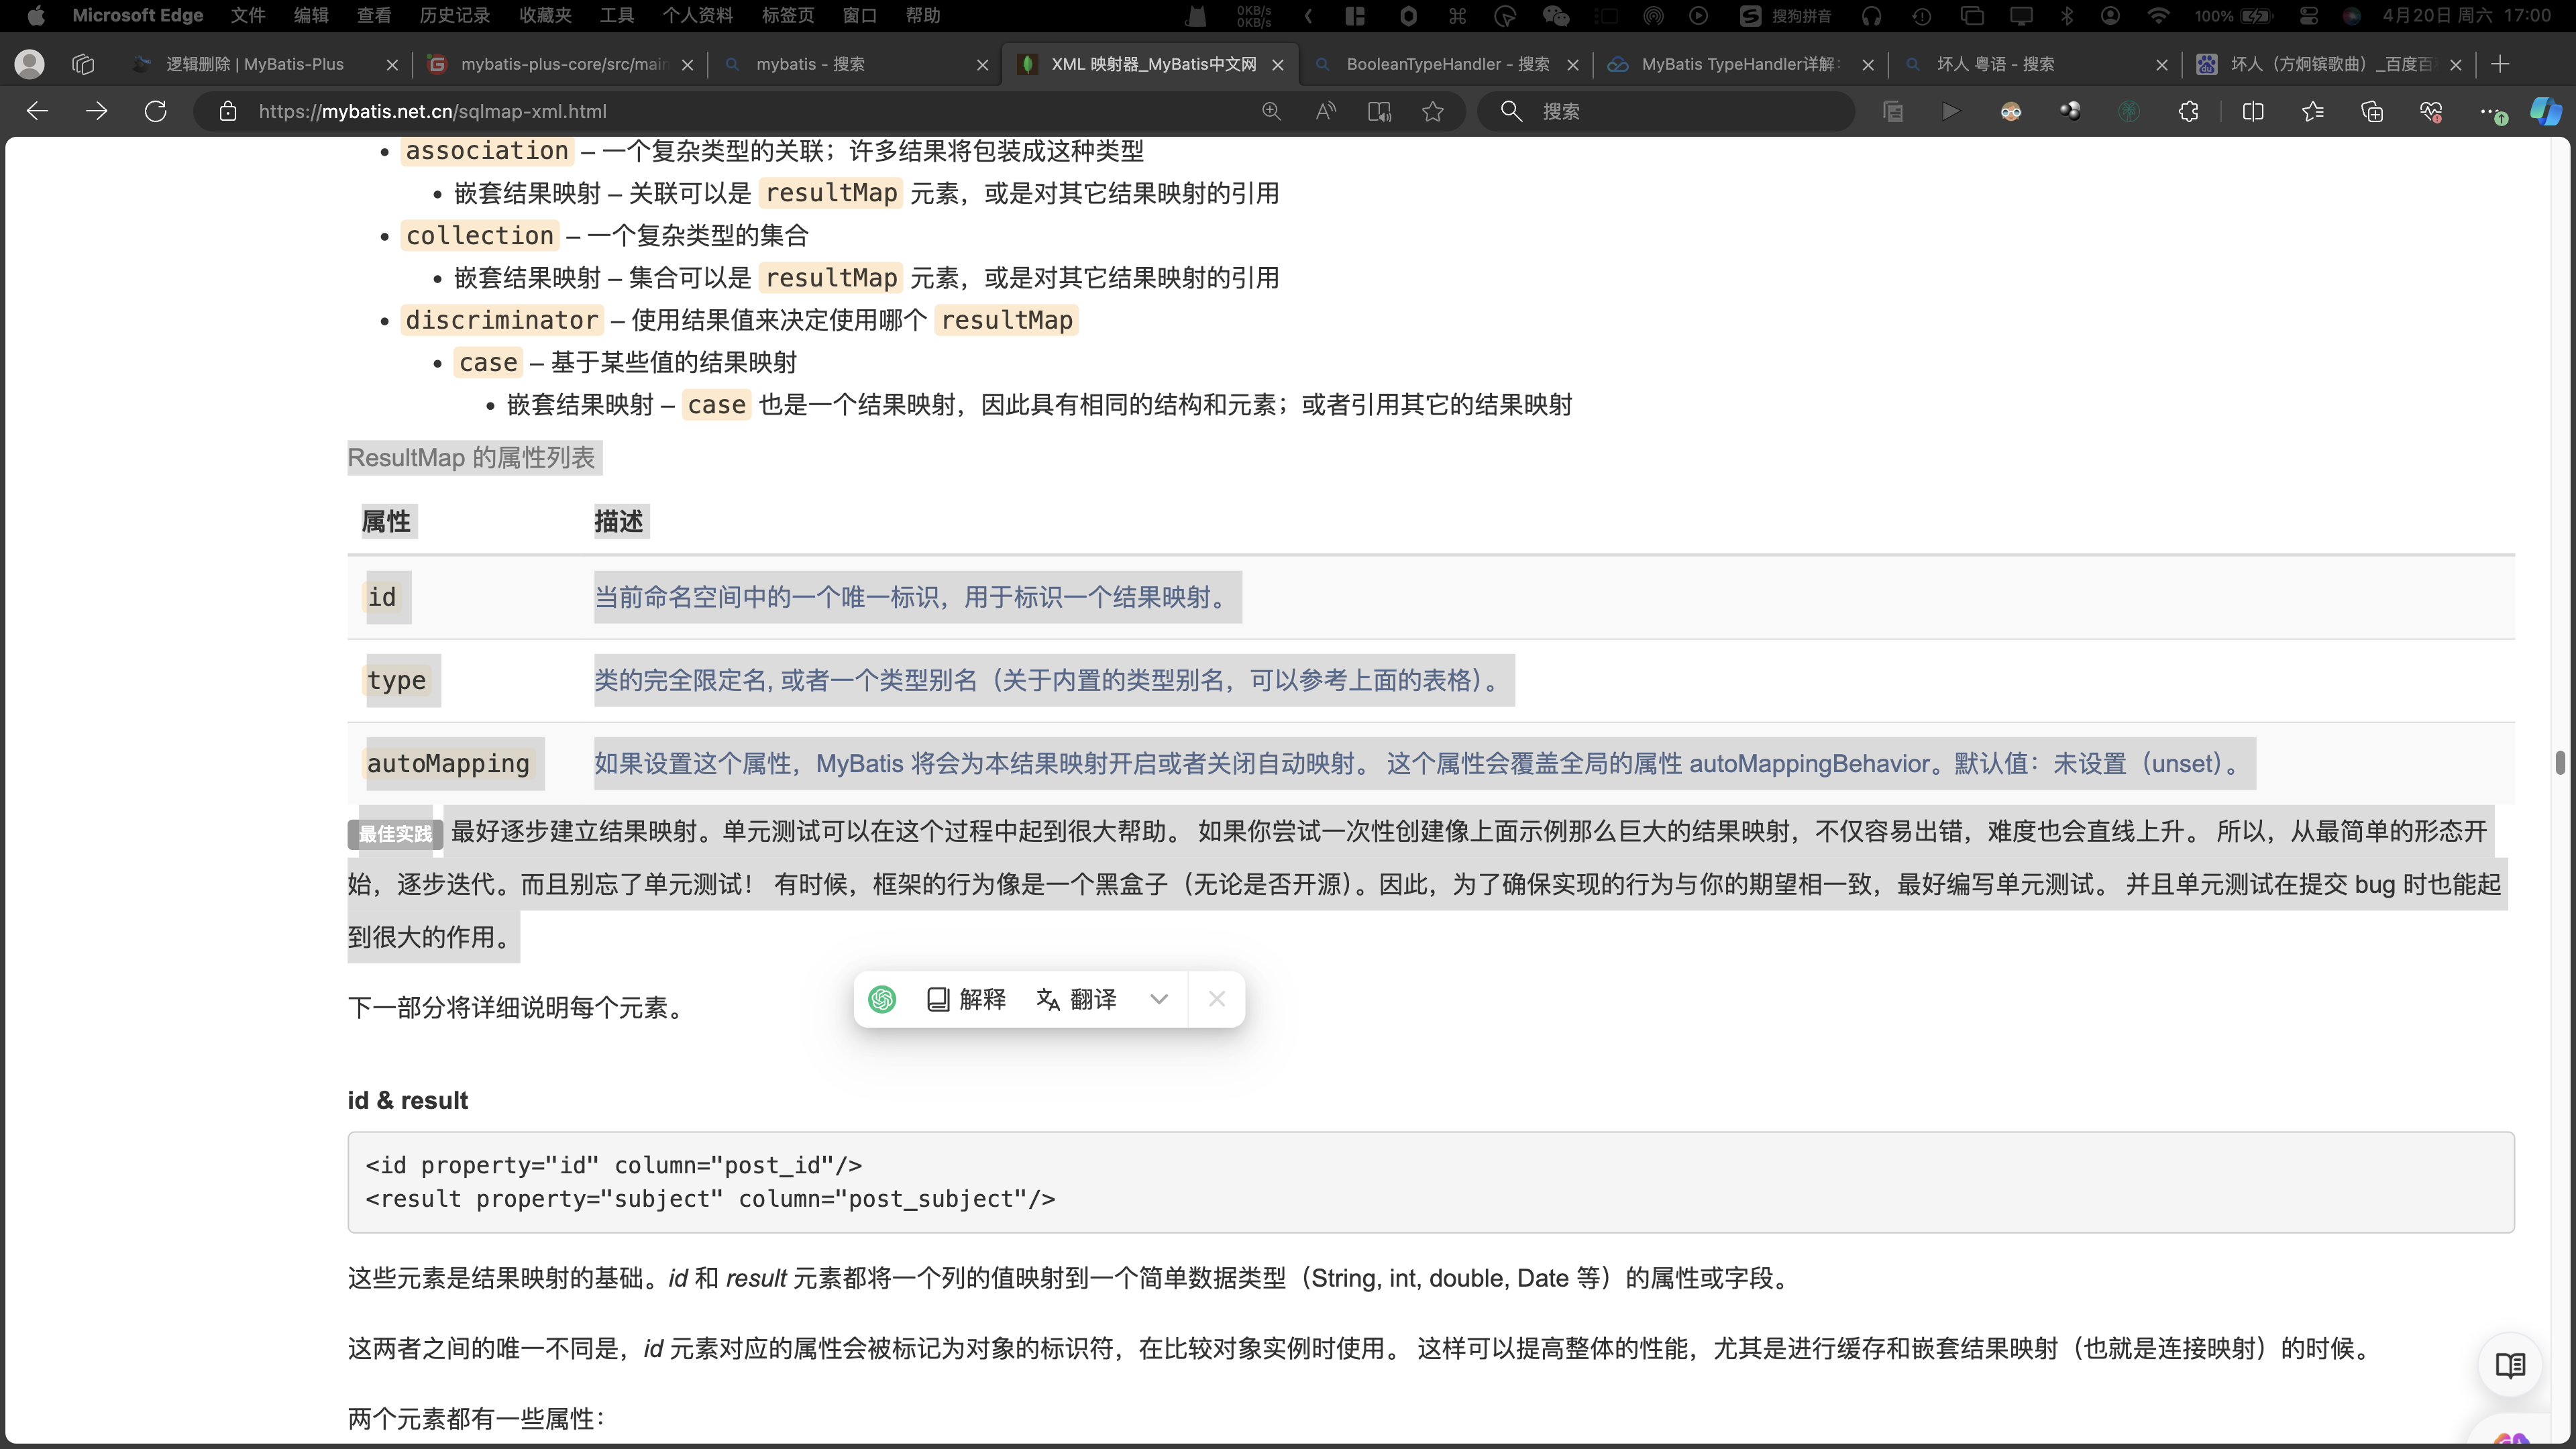 Microsoft Edge 文件 编辑 查看 历史记录 收藏夹 工具 个人资料 标签页 窗口 帮助 0KB/s 0KB/s 搜狗拼音 100% 4月20日 周六 17:00
逻辑删除 | MyBatis-Plus mybatis-plus-core/src/main mybatis - 搜索 XML 映射器_MyBatis中文网 BooleanTypeHandler - 搜索 MyBatis TypeHandler详解: 坏人 粤语 - 搜索 坏人（方炯镔歌曲）_百度百
https://mybatis.net.cn/sqlmap-xml.html 搜索
association – 一个复杂类型的关联；许多结果将包装成这种类型
嵌套结果映射 – 关联可以是 resultMap 元素，或是对其它结果映射的引用
collection – 一个复杂类型的集合
嵌套结果映射 – 集合可以是 resultMap 元素，或是对其它结果映射的引用
discriminator – 使用结果值来决定使用哪个 resultMap
case – 基于某些值的结果映射
嵌套结果映射 – case 也是一个结果映射，因此具有相同的结构和元素；或者引用其它的结果映射
ResultMap 的属性列表
属性 描述
id 当前命名空间中的一个唯一标识，用于标识一个结果映射。
type 类的完全限定名, 或者一个类型别名（关于内置的类型别名，可以参考上面的表格）。
autoMapping 如果设置这个属性，MyBatis 将会为本结果映射开启或者关闭自动映射。 这个属性会覆盖全局的属性 autoMappingBehavior。默认值：未设置（unset）。
最佳实践 最好逐步建立结果映射。单元测试可以在这个过程中起到很大帮助。 如果你尝试一次性创建像上面示例那么巨大的结果映射，不仅容易出错，难度也会直线上升。 所以，从最简单的形态开
始，逐步迭代。而且别忘了单元测试！ 有时候，框架的行为像是一个黑盒子（无论是否开源）。因此，为了确保实现的行为与你的期望相一致，最好编写单元测试。 并且单元测试在提交 bug 时也能起
到很大的作用。
解释 翻译
下一部分将详细说明每个元素。
id & result
<id property="id" column="post_id"/>
<result property="subject" column="post_subject"/>
这些元素是结果映射的基础。id 和 result 元素都将一个列的值映射到一个简单数据类型（String, int, double, Date 等）的属性或字段。
这两者之间的唯一不同是，id 元素对应的属性会被标记为对象的标识符，在比较对象实例时使用。 这样可以提高整体的性能，尤其是进行缓存和嵌套结果映射（也就是连接映射）的时候。
两个元素都有一些属性：